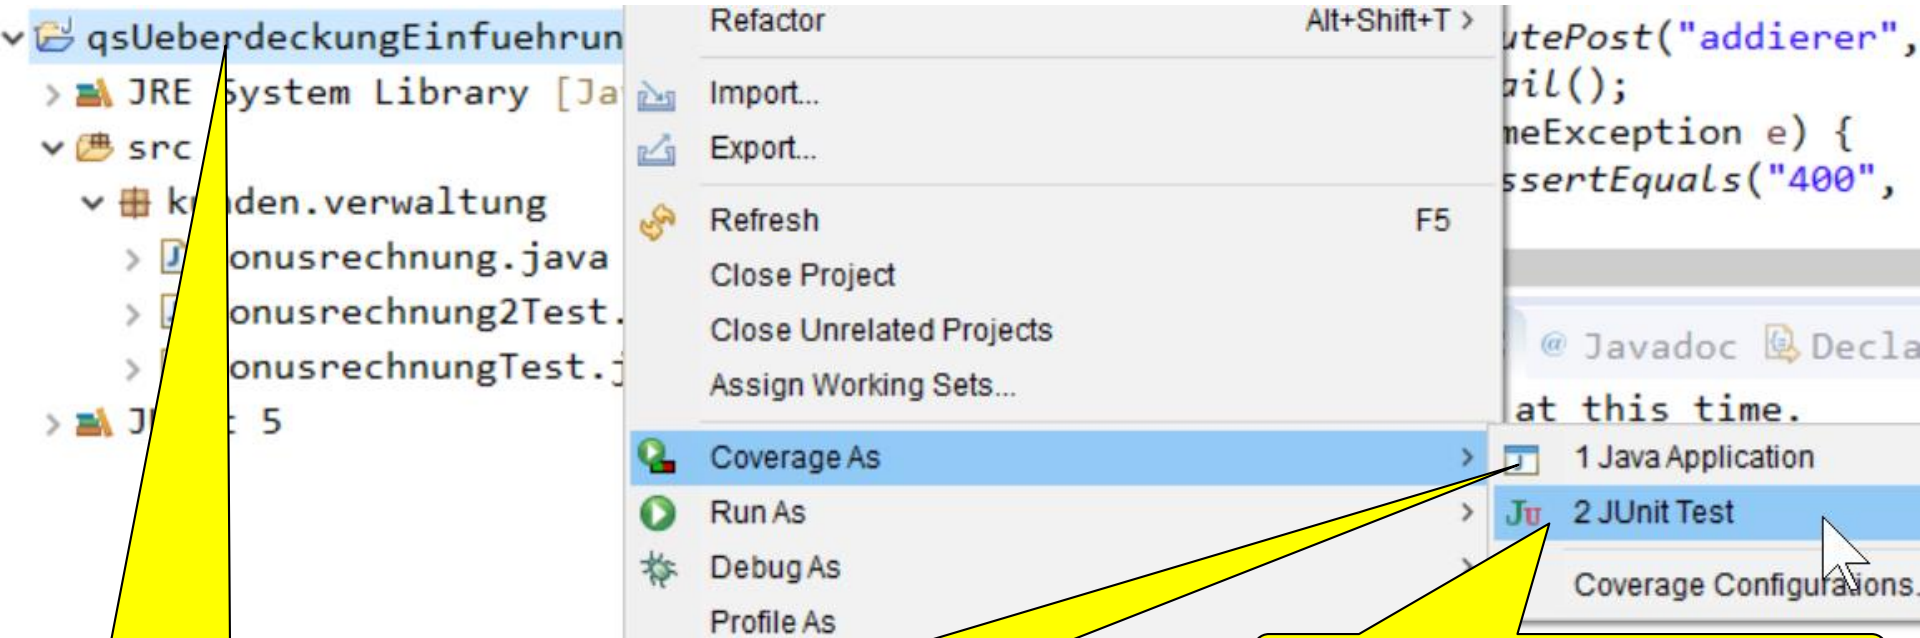 qsUeberdeckungEinfuehrun
JRE System Library [Ja
src
kunden.verwaltung
onusrechnung.java
onusrechnung2Test.
onusrechnungTest.j
5
Refactor Alt+Shift+T >
Import...
Export...
Refresh F5
Close Project
Close Unrelated Projects
Assign Working Sets...
Coverage As >
Run As >
Debug As
Profile As
utePost("addierer",
ail();
meException e) {
ssertEquals("400",
@ Javadoc Decla
at this time.
1 Java Application
JU 2 JUnit Test
Coverage Configurations.